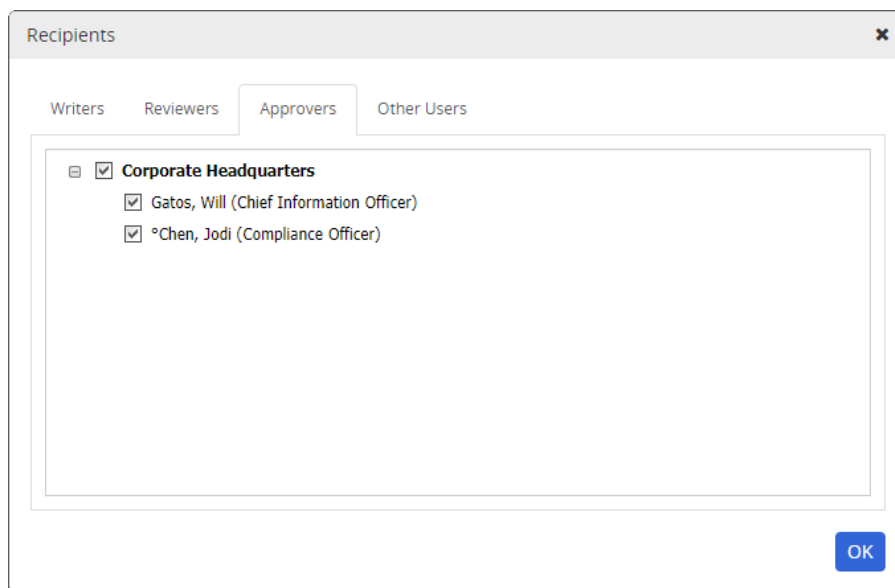 Recipients
Writers Reviewers Approvers Other Users
Corporate Headquarters
Gatos, Will (Chief Information Officer)
°Chen, Jodi (Compliance Officer)
OK